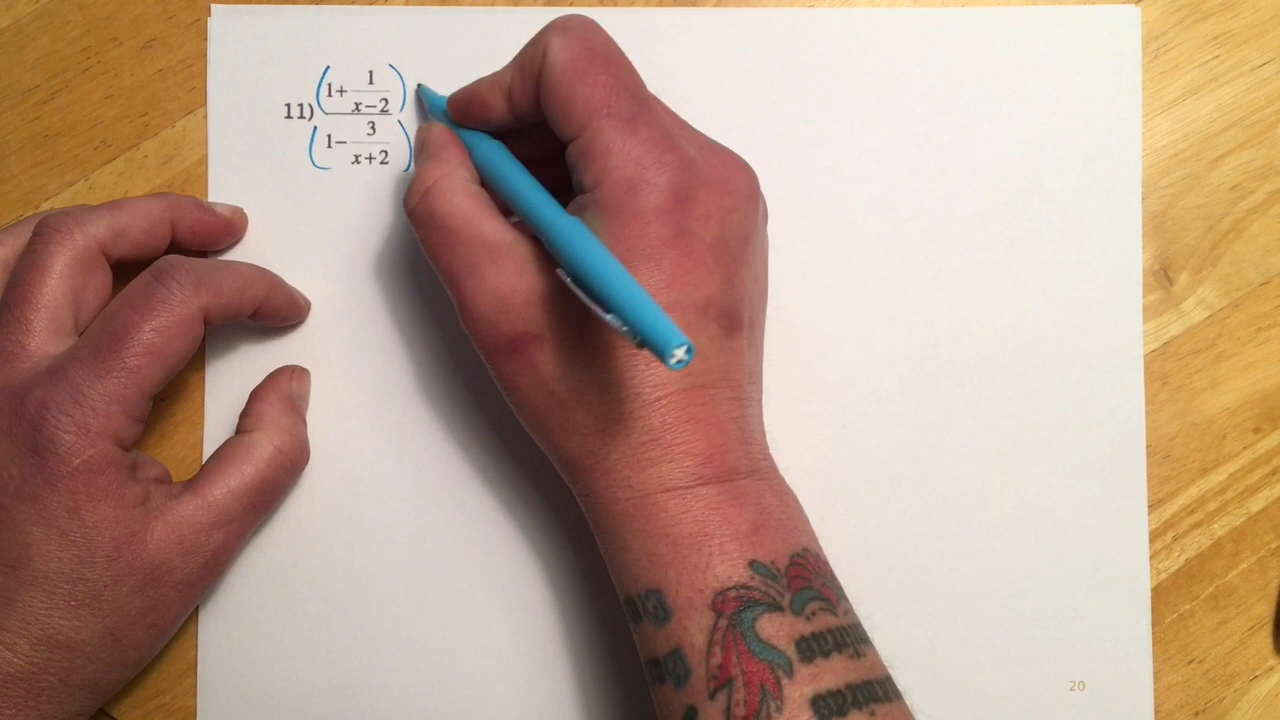 11) (1+ 1/(x−2)) / (1− 3/(x+2))
20